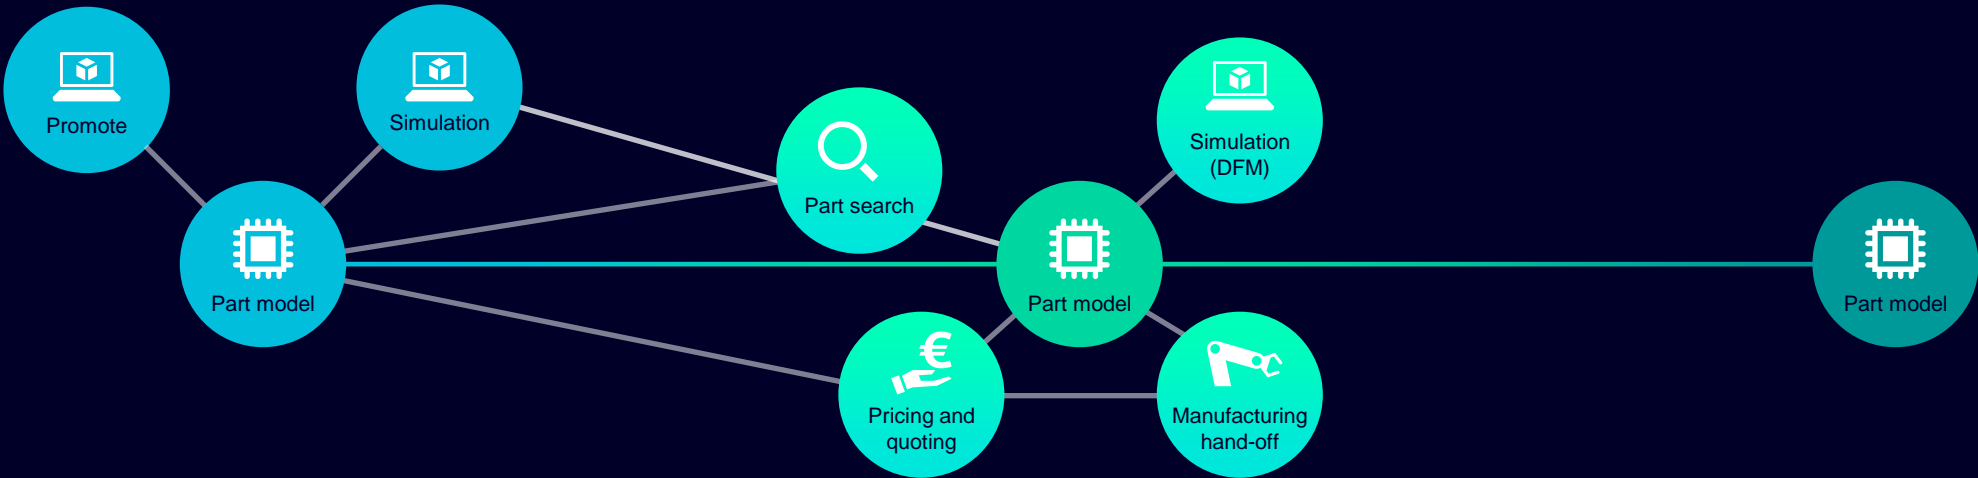 Promote
Simulation
Part model
Part search
Simulation
(DFM)
Part model
Pricing and
quoting
Manufacturing
hand-off
Part model